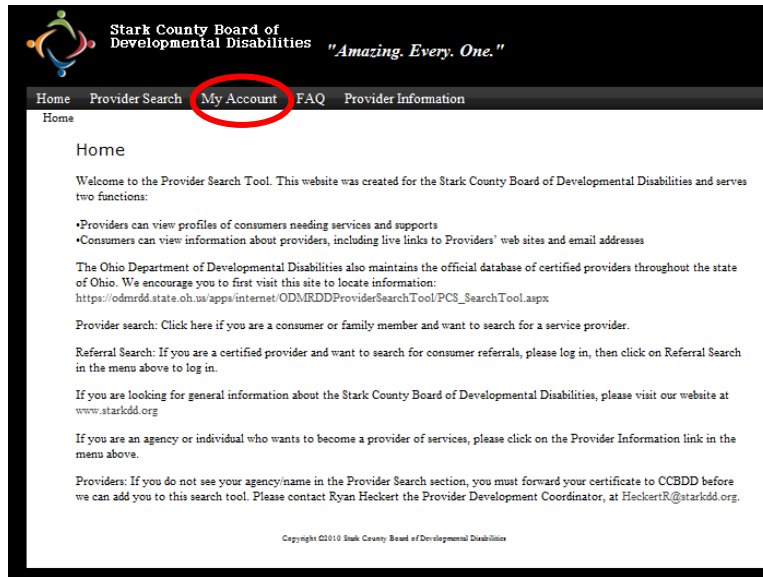 Stark County Board of
Developmental Disabilities
"Amazing. Every. One."
Home Provider Search My Account FAQ Provider Information
Home
Home
Welcome to the Provider Search Tool. This website was created for the Stark County Board of Developmental Disabilities and serves
two functions:
•Providers can view profiles of consumers needing services and supports
•Consumers can view information about providers, including live links to Providers' web sites and email addresses
The Ohio Department of Developmental Disabilities also maintains the official database of certified providers throughout the state
of Ohio. We encourage you to first visit this site to locate information:
https://odmrdd.state.oh.us/apps/internet/ODMRDDProviderSearchTool/PCS_SearchTool.aspx
Provider search: Click here if you are a consumer or family member and want to search for a service provider.
Referral Search: If you are a certified provider and want to search for consumer referrals, please log in, then click on Referral Search
in the menu above to log in.
If you are looking for general information about the Stark County Board of Developmental Disabilities, please visit our website at
www.starkdd.org
If you are an agency or individual who wants to become a provider of services, please click on the Provider Information link in the
menu above.
Providers: If you do not see your agency/name in the Provider Search section, you must forward your certificate to CCBDD before
we can add you to this search tool. Please contact Ryan Heckert the Provider Development Coordinator, at HeckertR@starkdd.org.
Copyright ©2010 Stark County Board of Developmental Disabilities